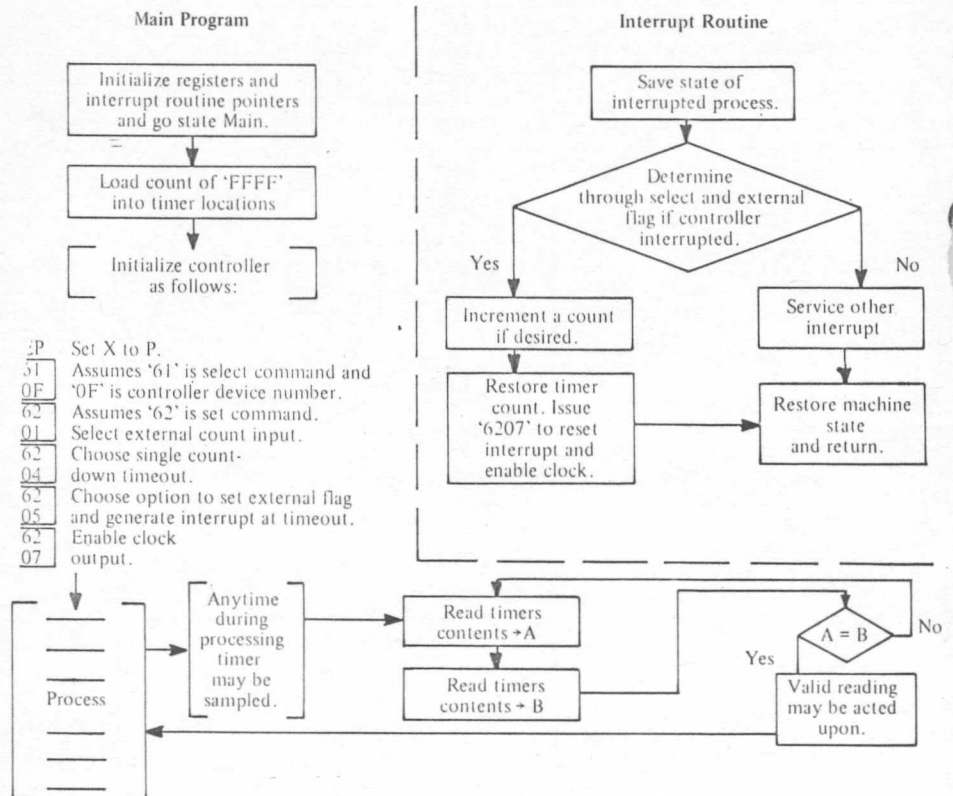 Main Program
Initialize registers and
interrupt routine pointers
and go state Main.
Load count of 'FFFF'
into timer locations
Initialize controller
as follows:
Set X to P.
Assumes '61' is select command and
0F '0F' is controller device number.
62 Assumes '62' is set command.
01 Select external count input.
62 Choose single count-
04 down timeout.
62 Choose option to set external flag
05 and generate interrupt at timeout.
62 Enable clock
07 output.
Process
Anytime
during
processing
timer
may be
sampled.
Read timers
contents → A
Read timers
contents → B
A = B
No
Yes
Valid reading
may be acted
upon.
Interrupt Routine
Save state of
interrupted process.
Determine
through select and external
flag if controller
interrupted.
Yes
No
Increment a count
if desired.
Service other
interrupt
Restore timer
count. Issue
'6207' to reset
interrupt and
enable clock.
Restore machine
state
and return.